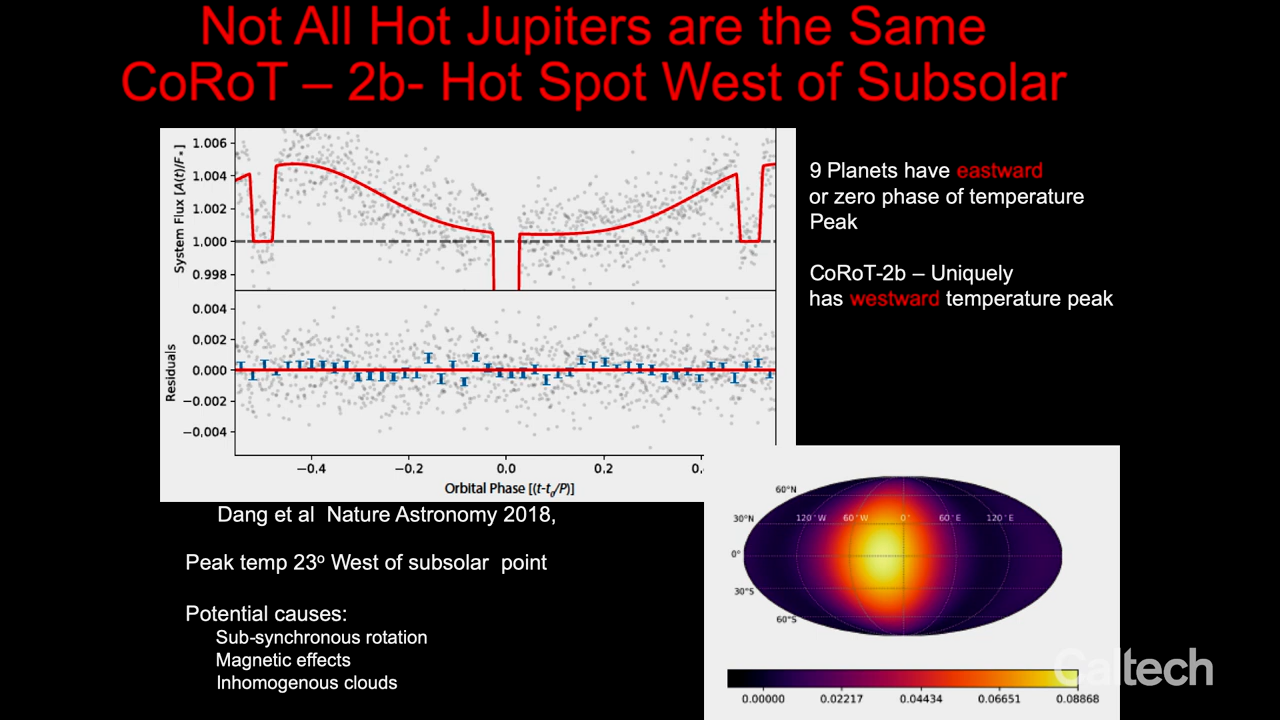 Not All Hot Jupiters are the Same
CoRoT – 2b- Hot Spot West of Subsolar
System Flux [A(t)/F*]
1.006
1.004
1.002
1.000
0.998
Residuals
0.004
0.002
0.000
−0.002
−0.004
−0.4
−0.2
0.0
0.2
0.
Orbital Phase [(t-t₀/P)]
9 Planets have eastward
or zero phase of temperature
Peak
CoRoT-2b – Uniquely
has westward temperature peak
Dang et al Nature Astronomy 2018,
Peak temp 23º West of subsolar point
Potential causes:
Sub-synchronous rotation
Magnetic effects
Inhomogenous clouds
60°N
30°N
0°
30°S
60°S
120°W 60°W 0° 60°E 120°E
0.00000 0.02217 0.04434 0.06651 0.08868
Caltech